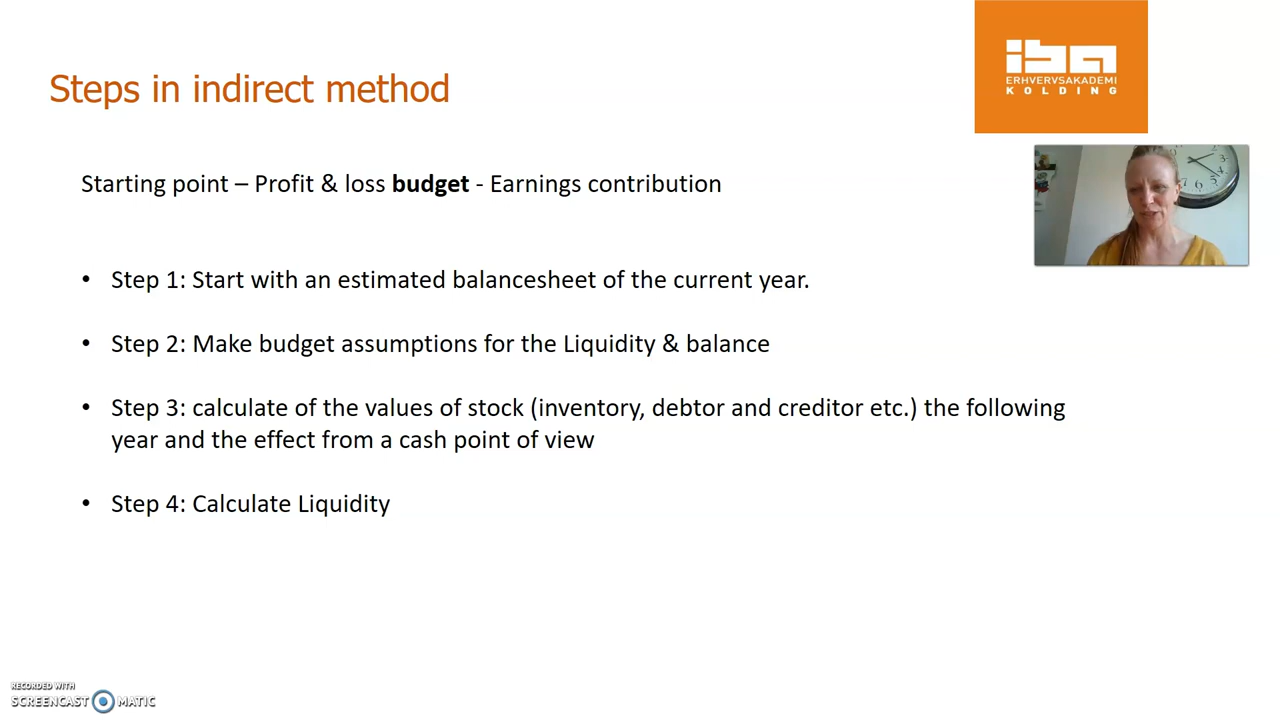 iba
ERHVERVSAKADEMI
KOLDING
Steps in indirect method
Starting point – Profit & loss budget - Earnings contribution
• Step 1: Start with an estimated balancesheet of the current year.
• Step 2: Make budget assumptions for the Liquidity & balance
• Step 3: calculate of the values of stock (inventory, debtor and creditor etc.) the following
year and the effect from a cash point of view
• Step 4: Calculate Liquidity
RECORDED WITH
SCREENCAST MATIC